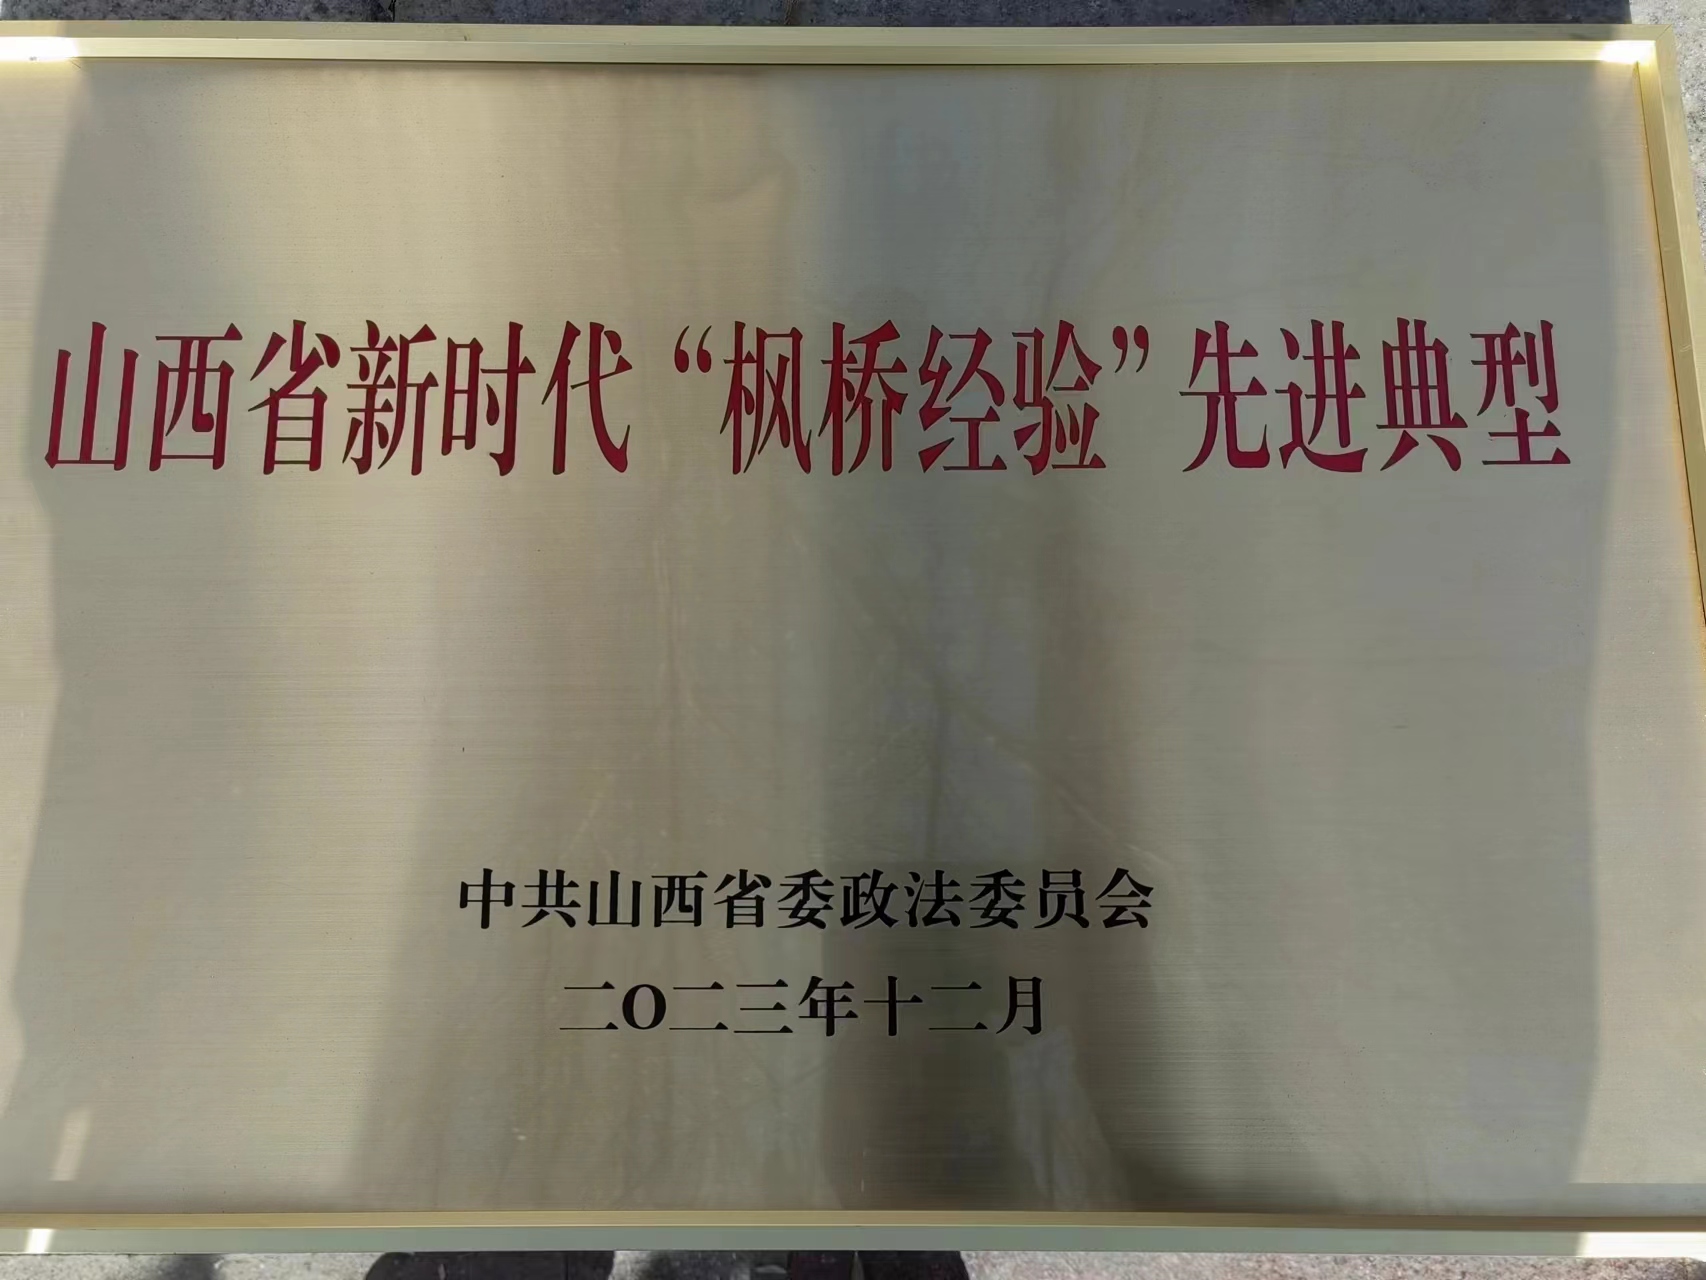 山西省新时代“枫桥经验”先进典型
中共山西省委政法委员会
二O二三年十二月